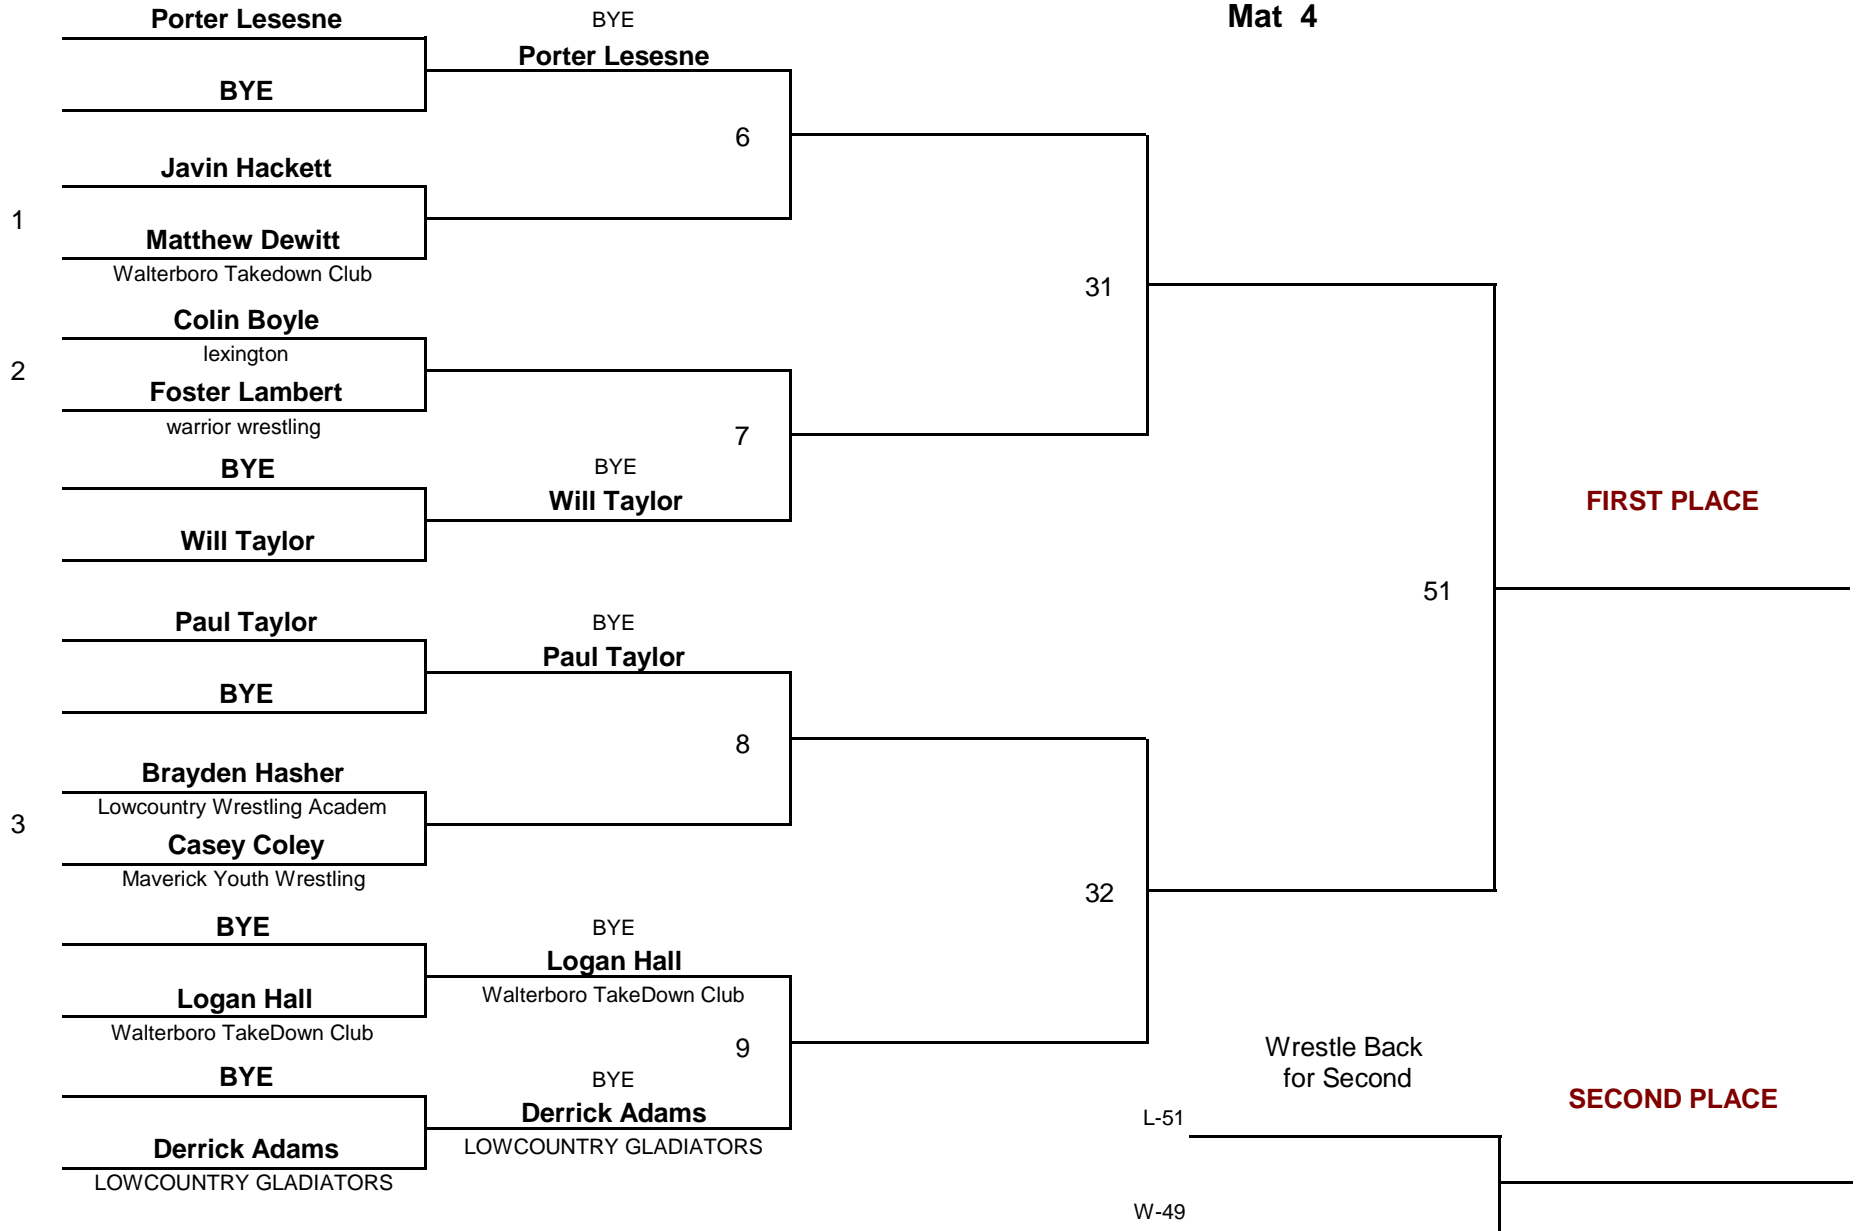 Porter Lesesne
BYE
Mat 4
Porter Lesesne
BYE
6
Javin Hackett
1
Matthew Dewitt
Walterboro Takedown Club
31
Colin Boyle
lexington
2
Foster Lambert
warrior wrestling
7
BYE
BYE
Will Taylor
FIRST PLACE
Will Taylor
51
Paul Taylor
BYE
Paul Taylor
BYE
8
Brayden Hasher
Lowcountry Wrestling Academ
3
Casey Coley
Maverick Youth Wrestling
32
BYE
BYE
Logan Hall
Walterboro TakeDown Club
Logan Hall
Walterboro TakeDown Club
9
Wrestle Back
for Second
BYE
BYE
SECOND PLACE
Derrick Adams
LOWCOUNTRY GLADIATORS
L-51
Derrick Adams
LOWCOUNTRY GLADIATORS
W-49